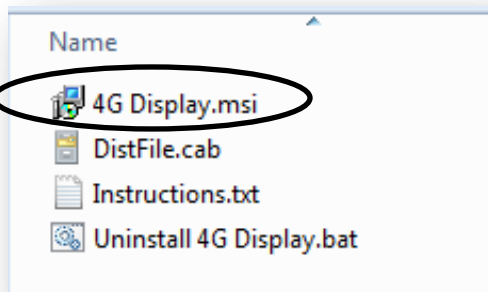 Name
4G Display.msi
DistFile.cab
Instructions.txt
Uninstall 4G Display.bat